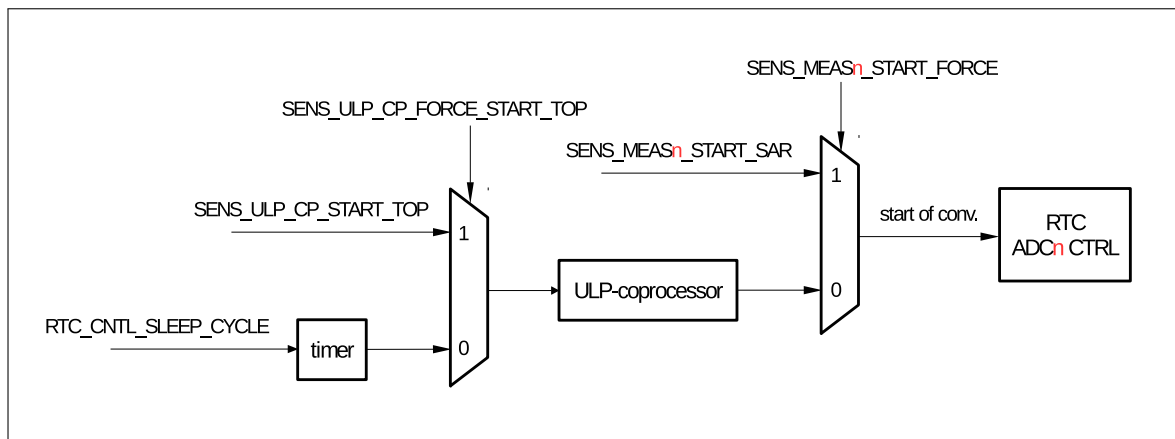 SENS_MEASn_START_FORCE
SENS_ULP_CP_FORCE_START_TOP
SENS_MEASn_START_SAR
1
SENS_ULP_CP_START_TOP
1
start of conv.
RTC
ADCn CTRL
ULP-coprocessor
0
RTC_CNTL_SLEEP_CYCLE
timer
0